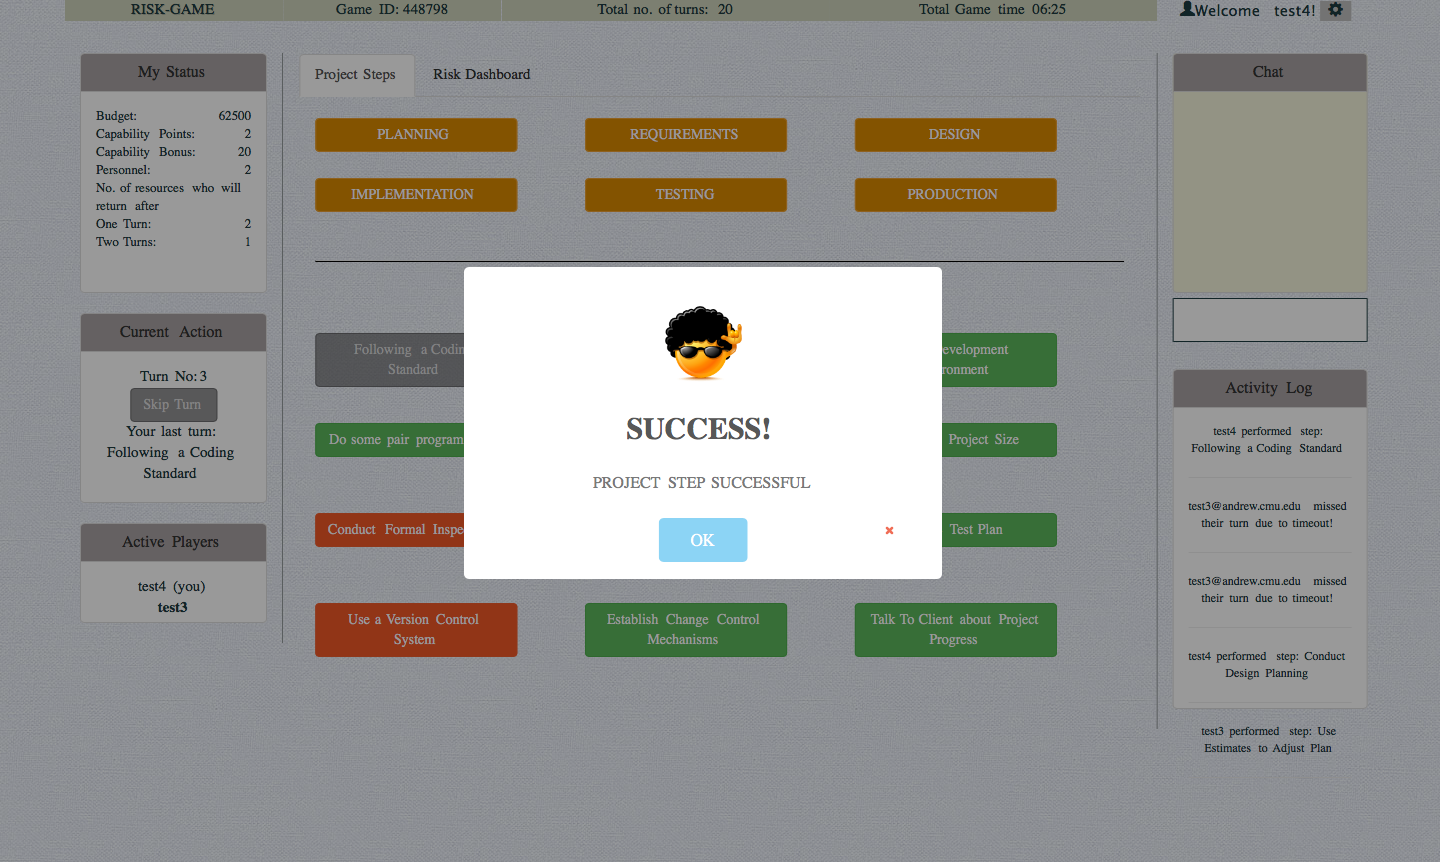 RISK-GAME
Game ID: 448798
Total no. of turns: 20
Total Game time 06:25
Welcome test4!
My Status
Budget: 62500
Capability Points: 2
Capability Bonus: 20
Personnel: 2
No. of resources who will
return after
One Turn: 2
Two Turns: 1
Current Action
Turn No: 3
Skip Turn
Your last turn:
Following a Coding
Standard
Active Players
test4 (you)
test3
Project Steps
Risk Dashboard
PLANNING
REQUIREMENTS
DESIGN
IMPLEMENTATION
TESTING
PRODUCTION
Following a Codin
Standard
evelopment
ronment
Do some pair program
Project Size
Conduct Formal Inspe
Test Plan
Use a Version Control
System
Establish Change Control
Mechanisms
Talk To Client about Project
Progress
SUCCESS!
PROJECT STEP SUCCESSFUL
OK
Chat
Activity Log
test4 performed step:
Following a Coding Standard
test3@andrew.cmu.edu missed
their turn due to timeout!
test3@andrew.cmu.edu missed
their turn due to timeout!
test4 performed step: Conduct
Design Planning
test3 performed step: Use
Estimates to Adjust Plan